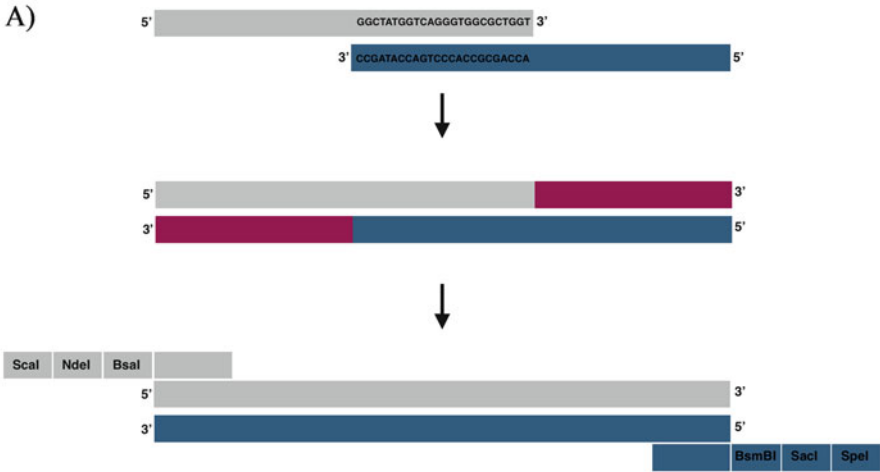 A)
5’ GGCTATGGTCAGGGTGGCGCTGGT 3’
3’ CCGATACCAGTCCCACCGCGACCA 5’
5’ 3’
3’ 5’
ScaI NdeI BsaI
5’ 3’
3’ 5’
BsmBI SacI SpeI